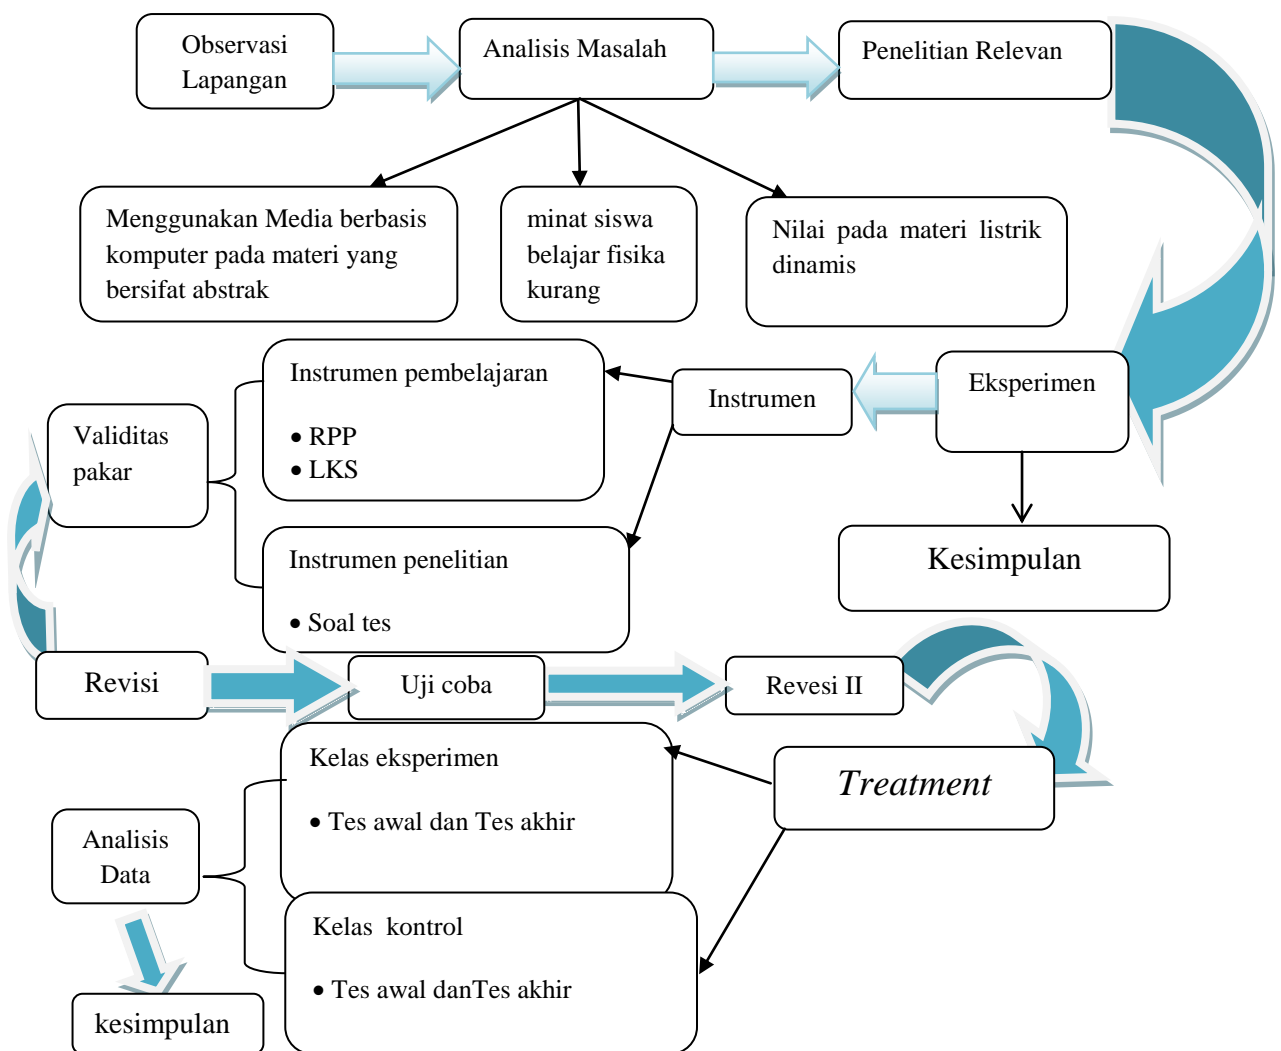 Observasi
Lapangan
Analisis Masalah
Penelitian Relevan
Menggunakan Media berbasis
komputer pada materi yang
bersifat abstrak
minat siswa
belajar fisika
kurang
Nilai pada materi listrik
dinamis
Eksperimen
Instrumen
Instrumen pembelajaran
• RPP
• LKS
Validitas
pakar
Instrumen penelitian
• Soal tes
Kesimpulan
Revisi
Uji coba
Revesi II
Treatment
Kelas eksperimen
• Tes awal dan Tes akhir
Analisis
Data
Kelas kontrol
• Tes awal danTes akhir
kesimpulan